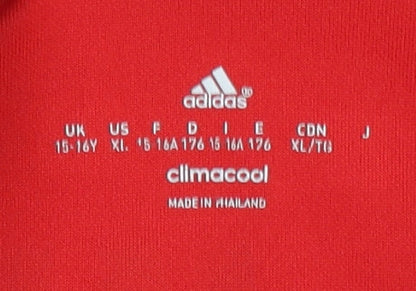 adidas®
UK US F D I E CDN J
15-16Y XL 15 16A 176 15 16A 176 XL/TG
climacool
MADE IN THAILAND